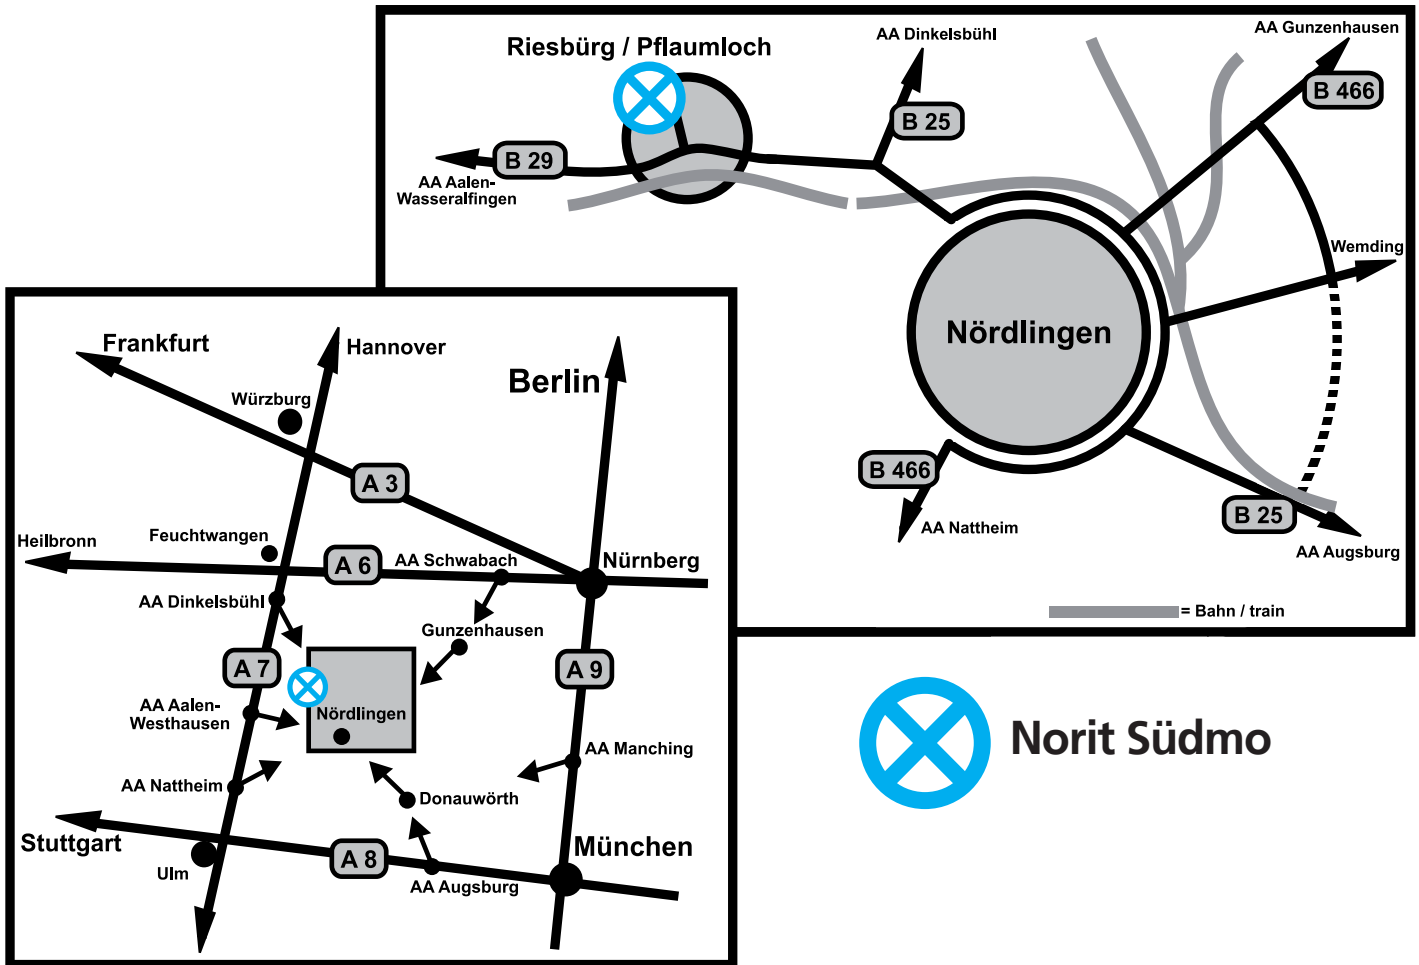 AA Dinkelsbühl
AA Gunzenhausen
Riesbürg / Pflaumloch
B 466
B 25
B 29
AA Aalen-
Wasseralfingen
Wemding
Nördlingen
B 466
AA Nattheim
B 25
AA Augsburg
= Bahn / train
Frankfurt
Hannover
Berlin
Würzburg
A 3
Feuchtwangen
Heilbronn
A 6
AA Schwabach
Nürnberg
AA Dinkelsbühl
Gunzenhausen
A 7
A 9
AA Aalen-
Westhausen
Nördlingen
AA Manching
AA Nattheim
Donauwörth
Stuttgart
A 8
München
Ulm
AA Augsburg
Norit Südmo